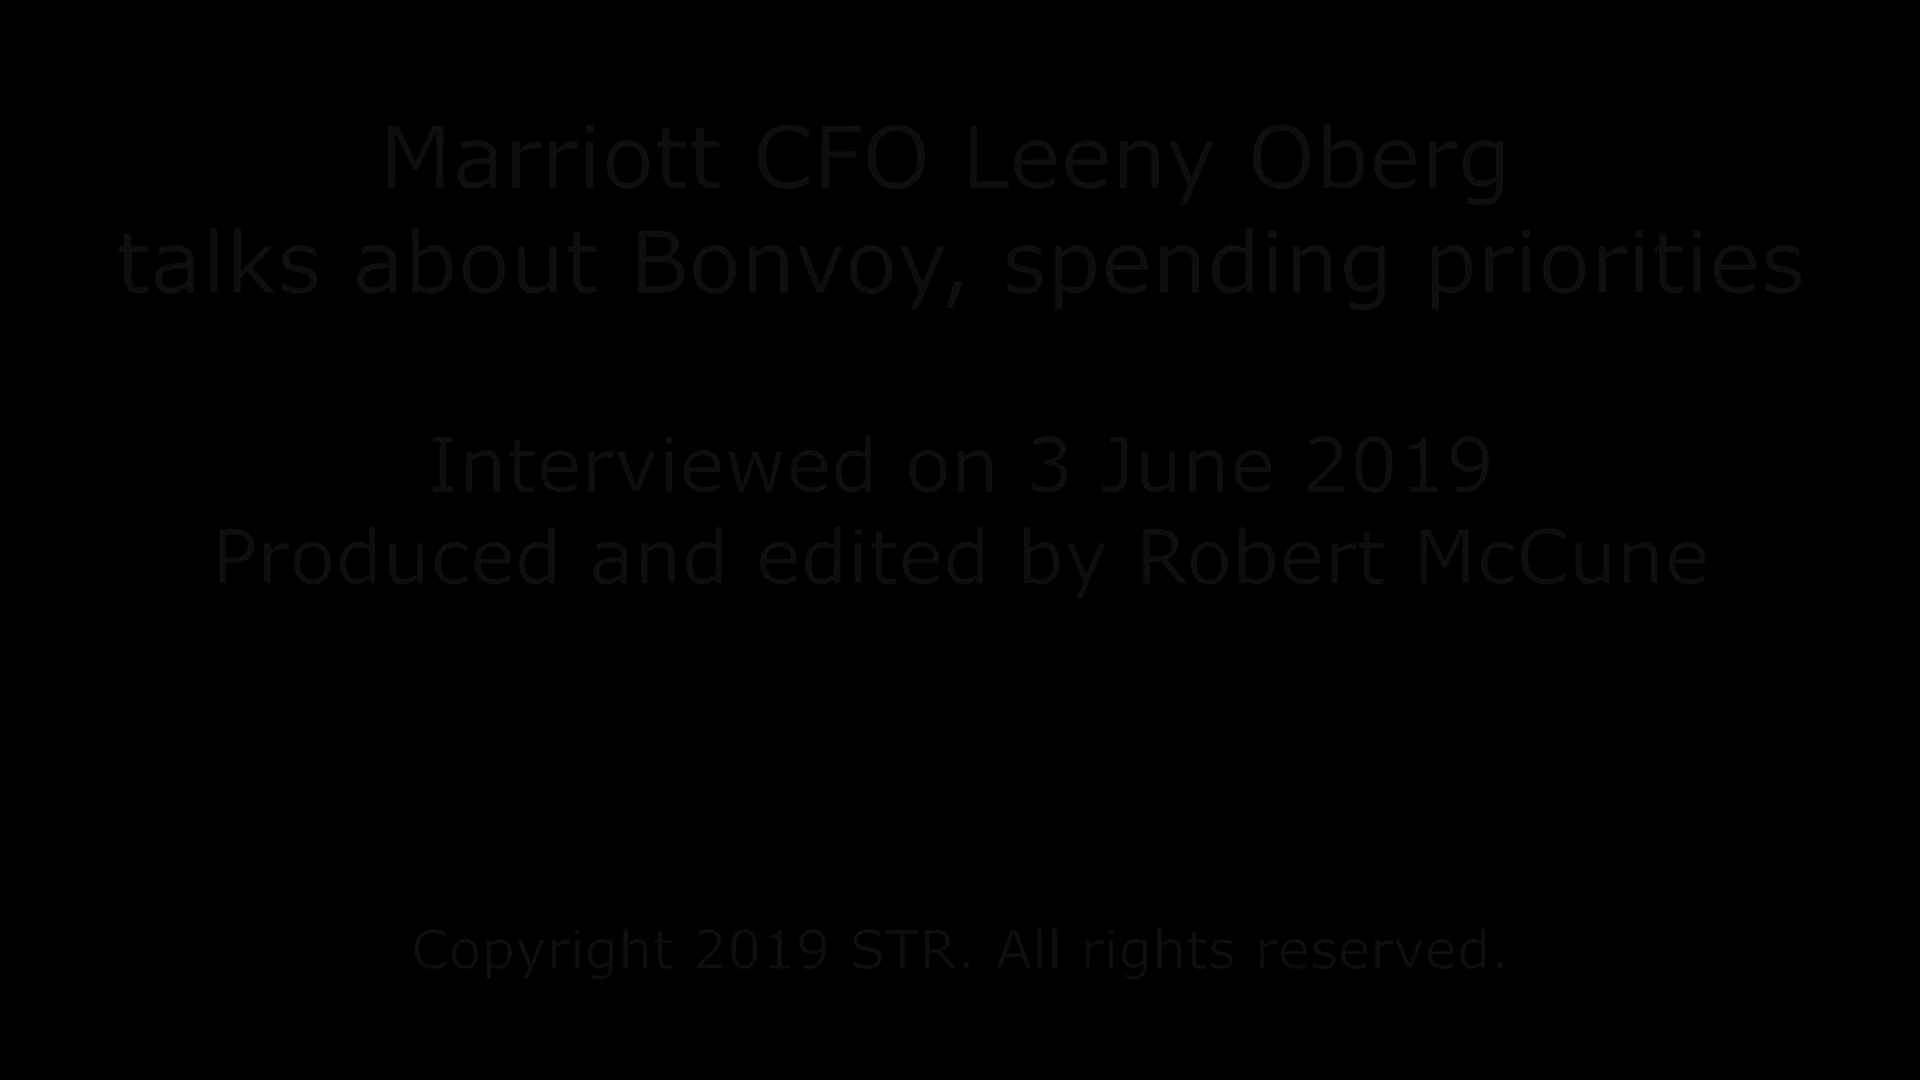 Marriott CFO Leeny Oberg
talks about Bonvoy, spending priorities
Interviewed on 3 June 2019
Produced and edited by Robert McCune
Copyright 2019 STR. All rights reserved.